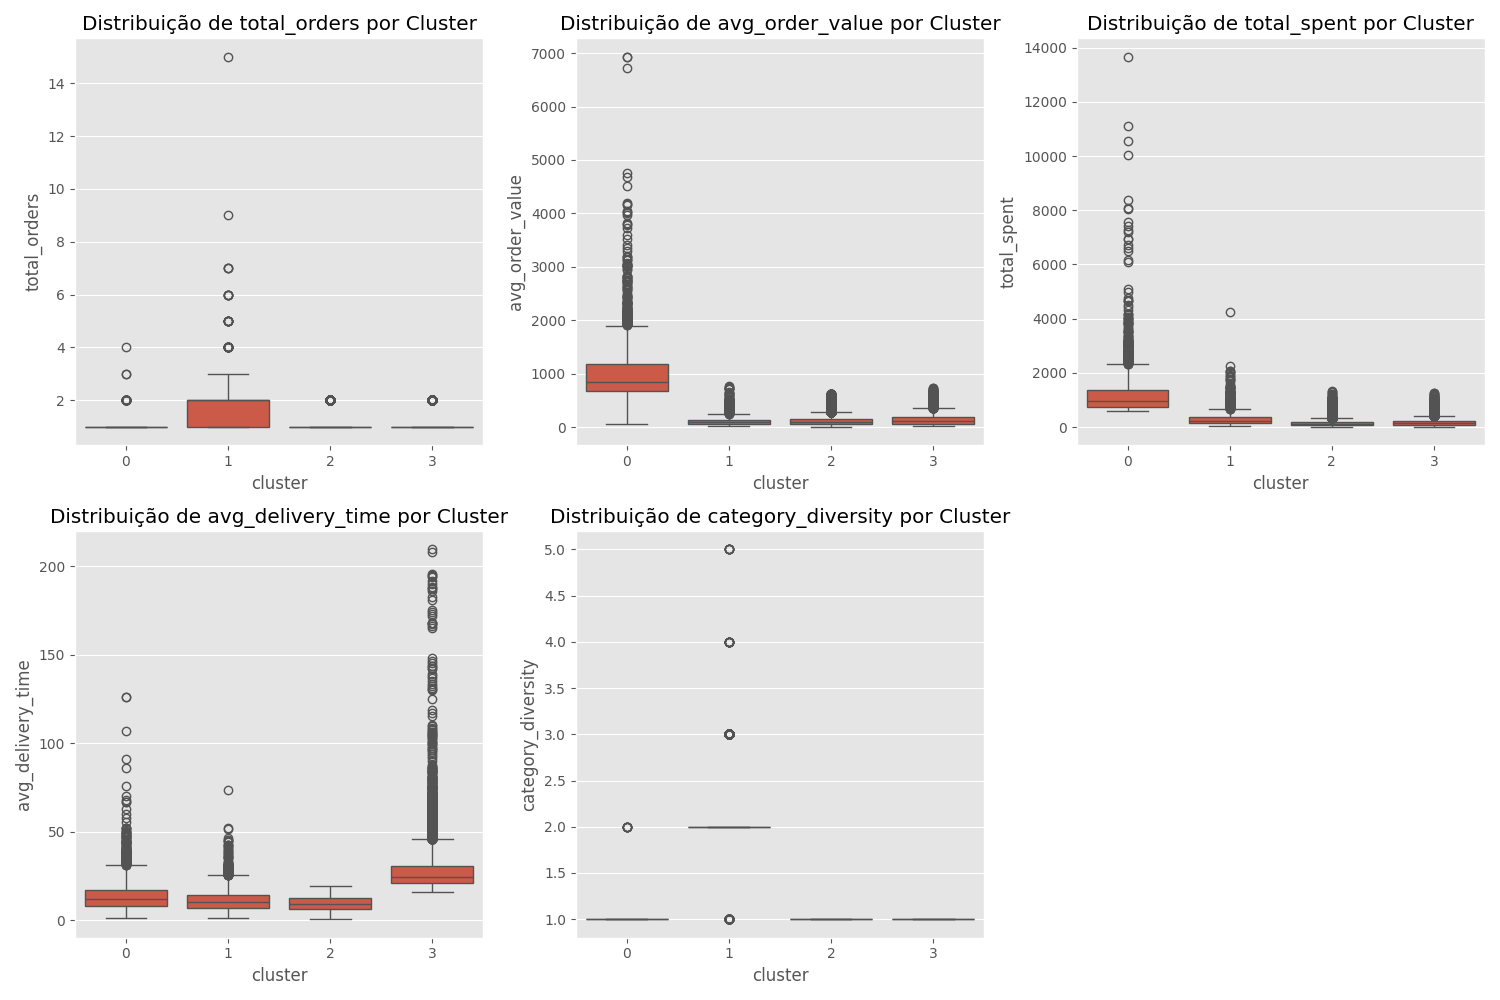 Distribuição de total_orders por Cluster
total_orders
14
12
10
8
6
4
2
0 1 2 3
cluster
Distribuição de avg_order_value por Cluster
avg_order_value
7000
6000
5000
4000
3000
2000
1000
0
0 1 2 3
cluster
Distribuição de total_spent por Cluster
total_spent
14000
12000
10000
8000
6000
4000
2000
0
0 1 2 3
cluster
Distribuição de avg_delivery_time por Cluster
avg_delivery_time
200
150
100
50
0
0 1 2 3
cluster
Distribuição de category_diversity por Cluster
category_diversity
5.0
4.5
4.0
3.5
3.0
2.5
2.0
1.5
1.0
0 1 2 3
cluster